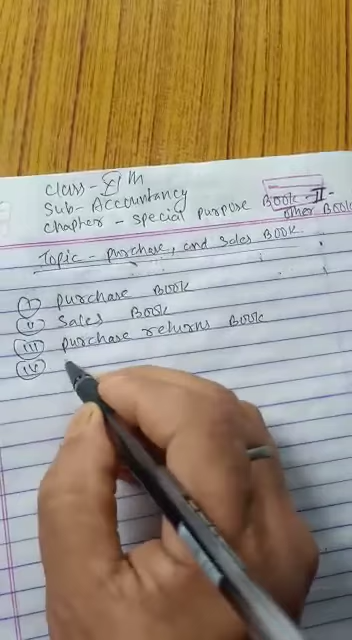 class - XI th
Sub - Accountancy
chapter - special purpose Book - II -
other Book
Topic - purchase, and sales Book
(I) purchase Book
(II) Sales Book
(III) purchase returns Book
(IV)